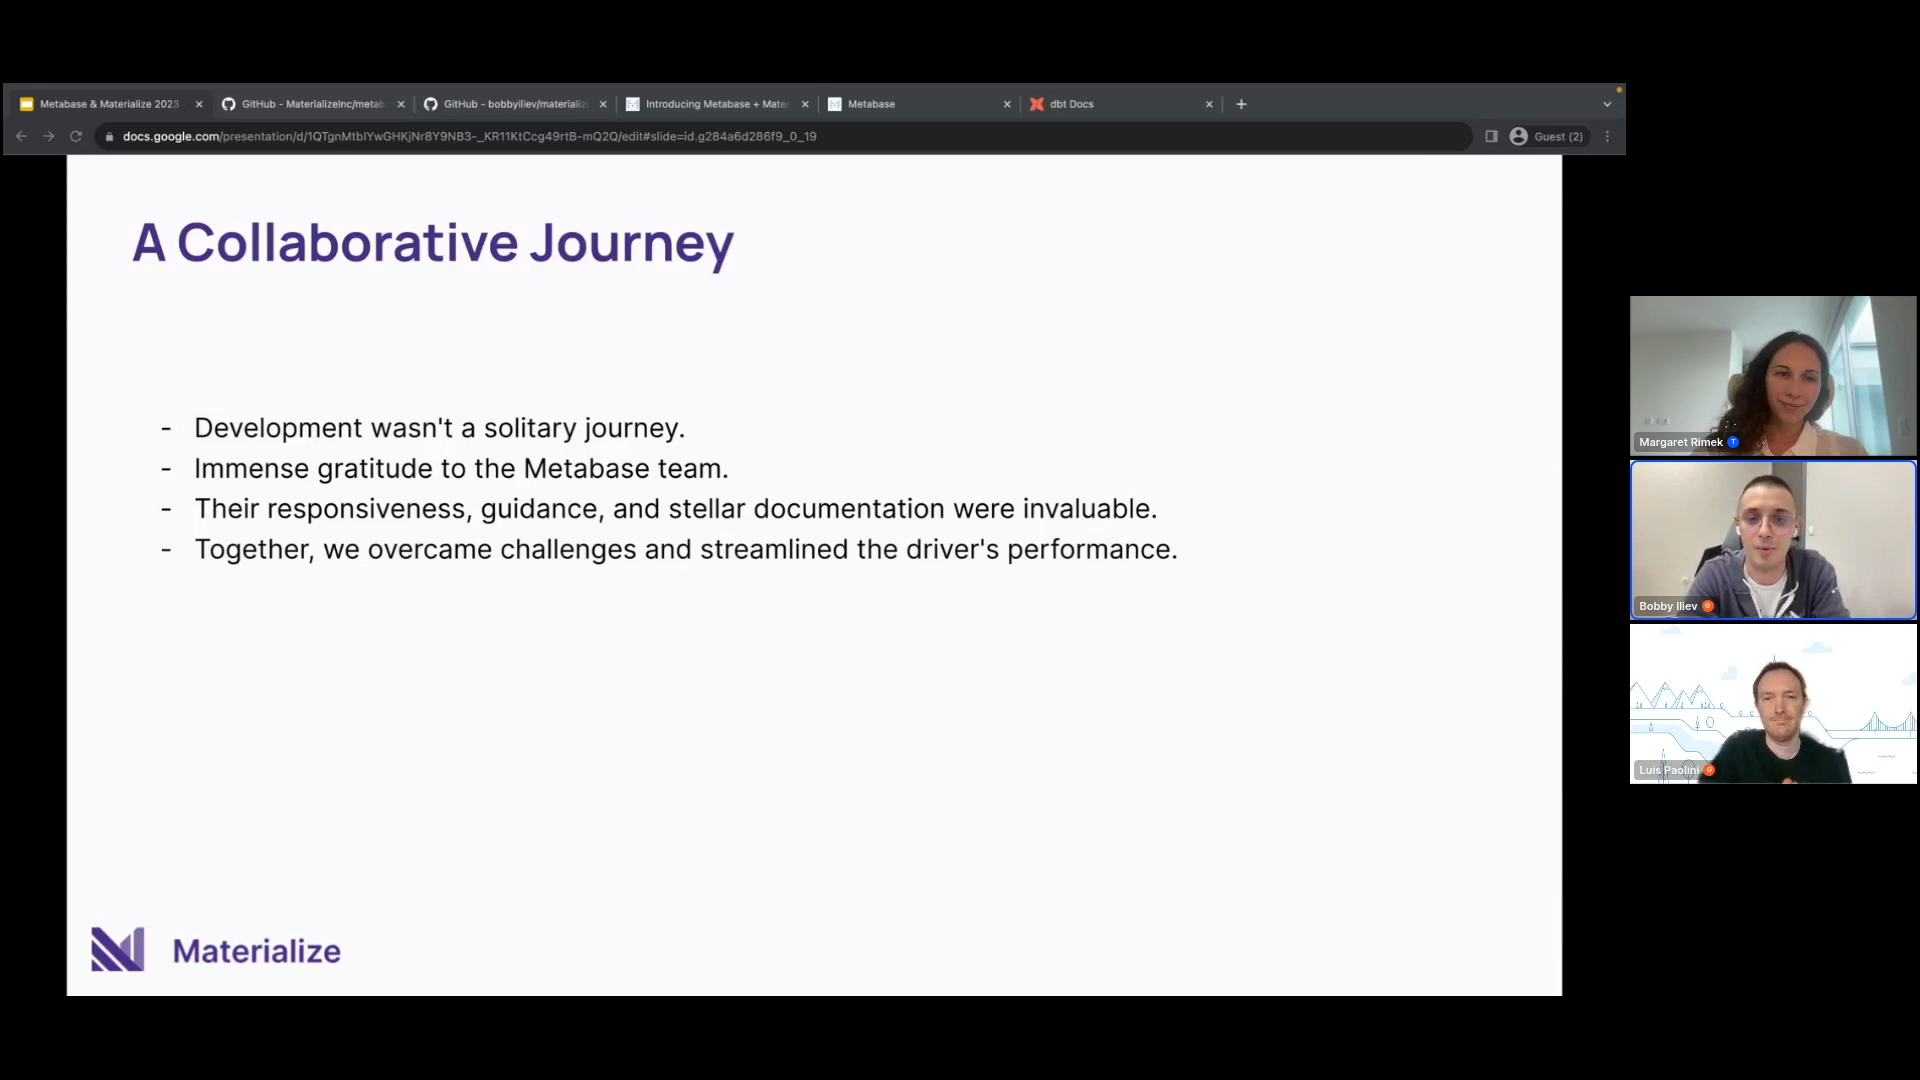 Metabase & Materialize 2023
GitHub - MaterializeInc/metab
GitHub - bobbyiliev/materializ
Introducing Metabase + Mater
Metabase
dbt Docs
docs.google.com/presentation/d/1QTgnMtbIYwGHKjNr8Y9NB3-_KR11KtCcg49rtB-mQ2Q/edit#slide=id.g284a6d286f9_0_19
Guest (2)
A Collaborative Journey
- Development wasn't a solitary journey.
- Immense gratitude to the Metabase team.
- Their responsiveness, guidance, and stellar documentation were invaluable.
- Together, we overcame challenges and streamlined the driver's performance.
Materialize
Margaret Rimek
Bobby Iliev
Luis Paolini